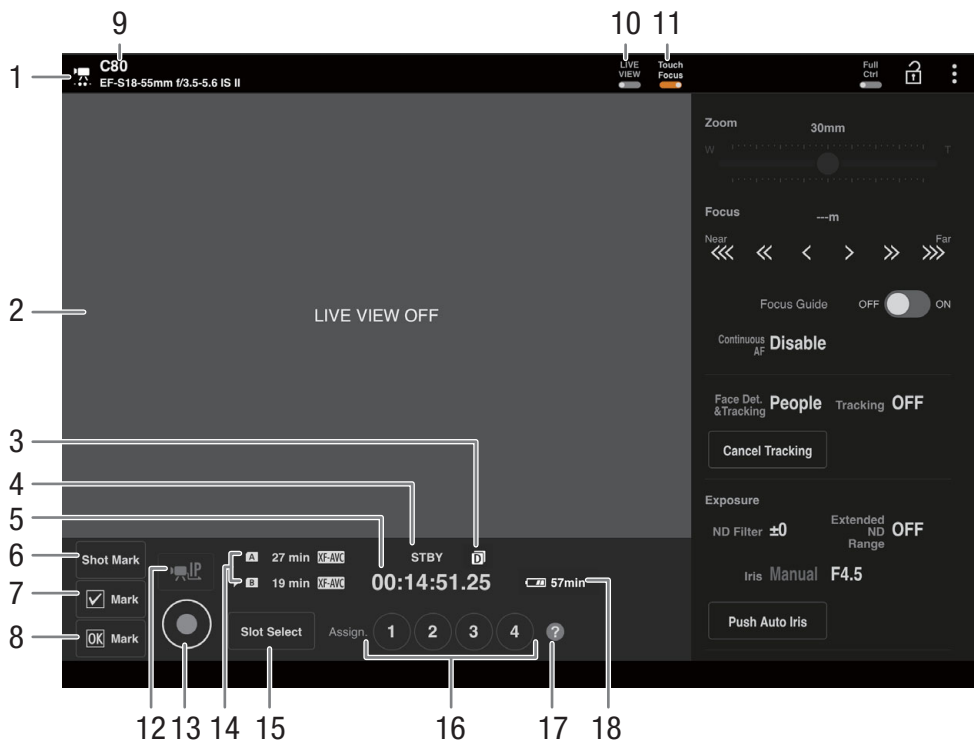 9 10 11
1 C80 LIVE VIEW Touch Focus Full Ctrl
EF-S18-55mm f/3.5-5.6 IS II
Zoom 30mm
W T
Focus ---m
Near Far
2 LIVE VIEW OFF
Focus Guide OFF ON
Continuous AF Disable
Face Det. &Tracking People Tracking OFF
3
Cancel Tracking
4
5
Exposure
ND Filter ±0 Extended ND Range OFF
6 Shot Mark IP A 27 min XF-AVC STBY D
7 Mark B 19 min XF-AVC 00:14:51.25 57min
Iris Manual F4.5
8 OK Mark Slot Select Assign. 1 2 3 4 ?
Push Auto Iris
12 13 14 15 16 17 18